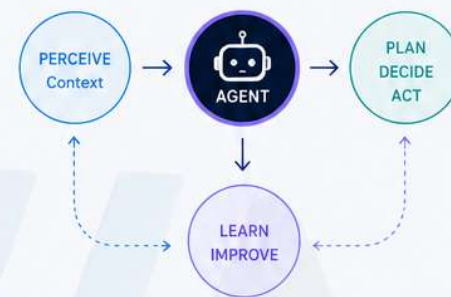 PERCEIVE
Context
AGENT
PLAN
DECIDE
ACT
LEARN
IMPROVE